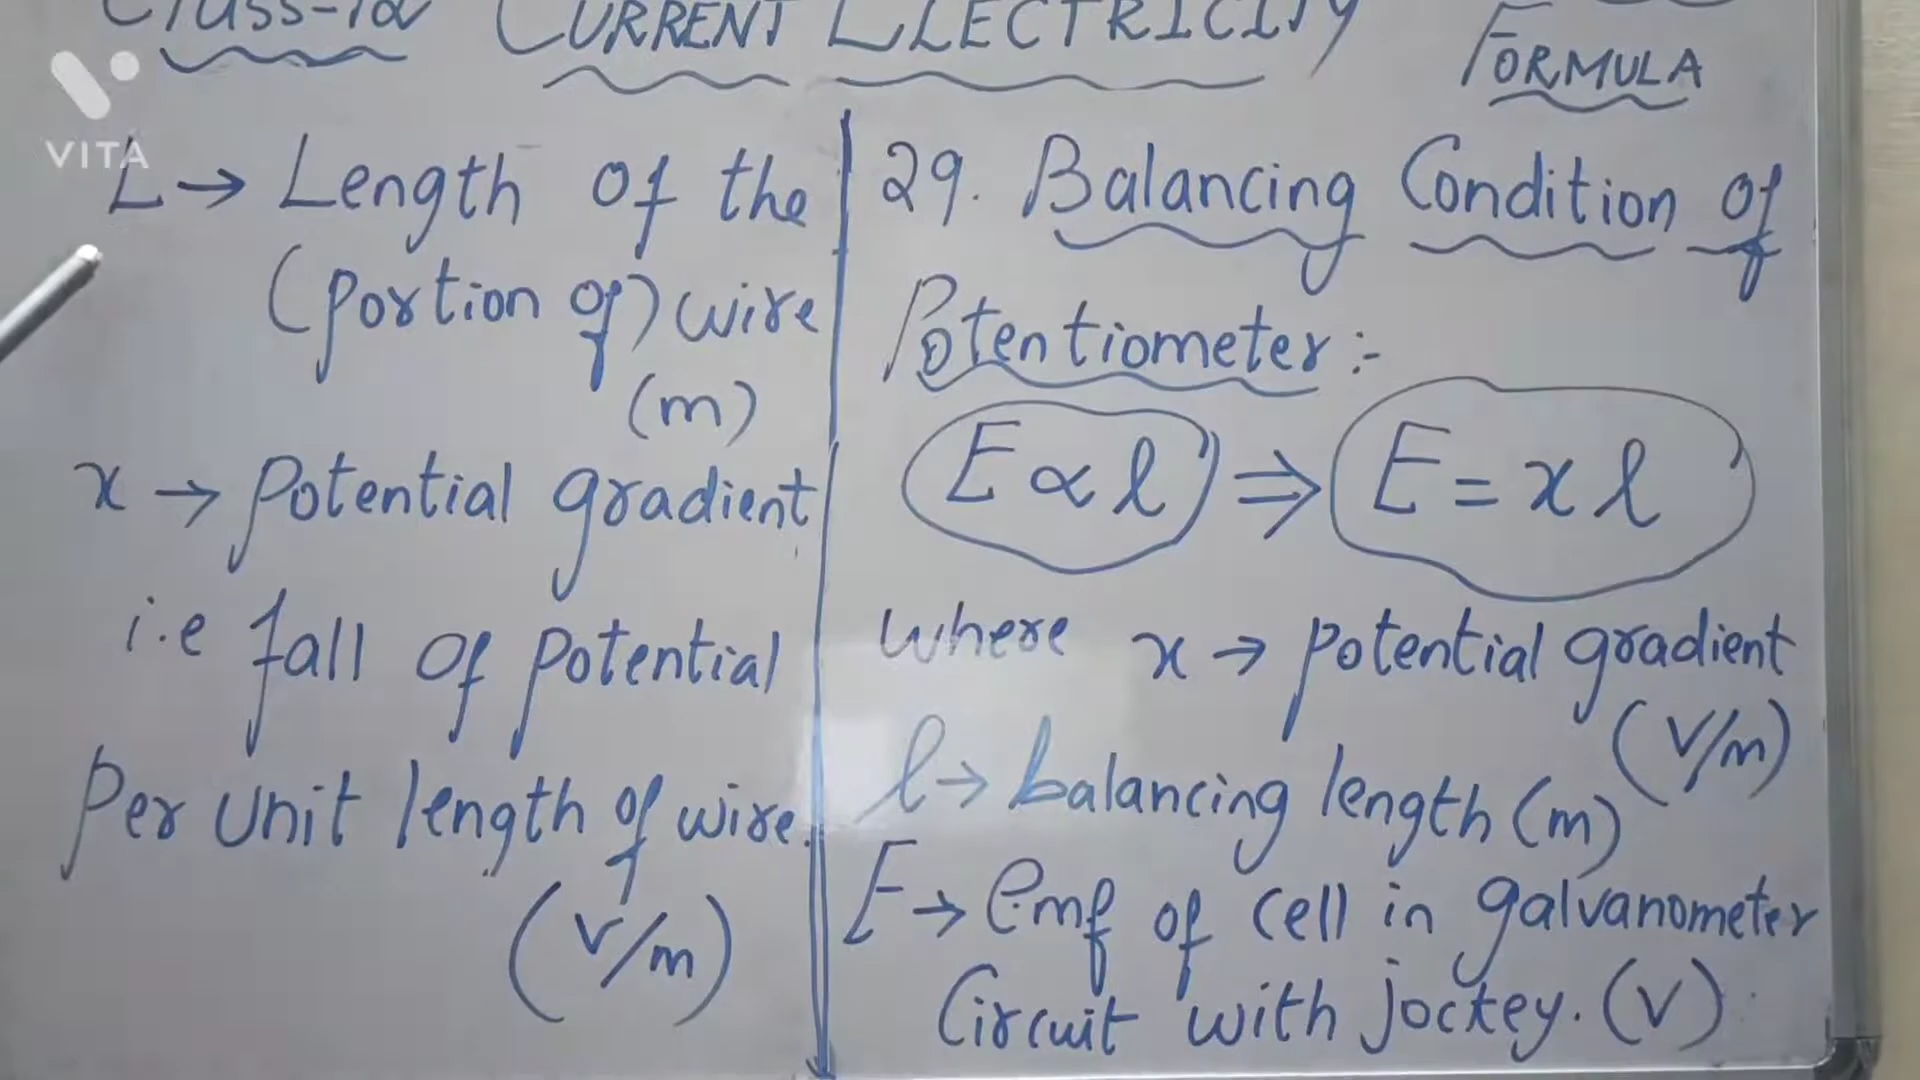 Class-12 CURRENT ELECTRICITY
FORMULA
VITA
L → Length of the
(portion of) wire
(m)
x → potential gradient
i.e fall of potential
per unit length of wire.
(V/m)
29. Balancing Condition of
Potentiometer :-
E ∝ l ⇒ E = x l
where x → potential gradient
(V/m)
l → balancing length (m)
E → emf of cell in galvanometer
Circuit with jockey. (V)